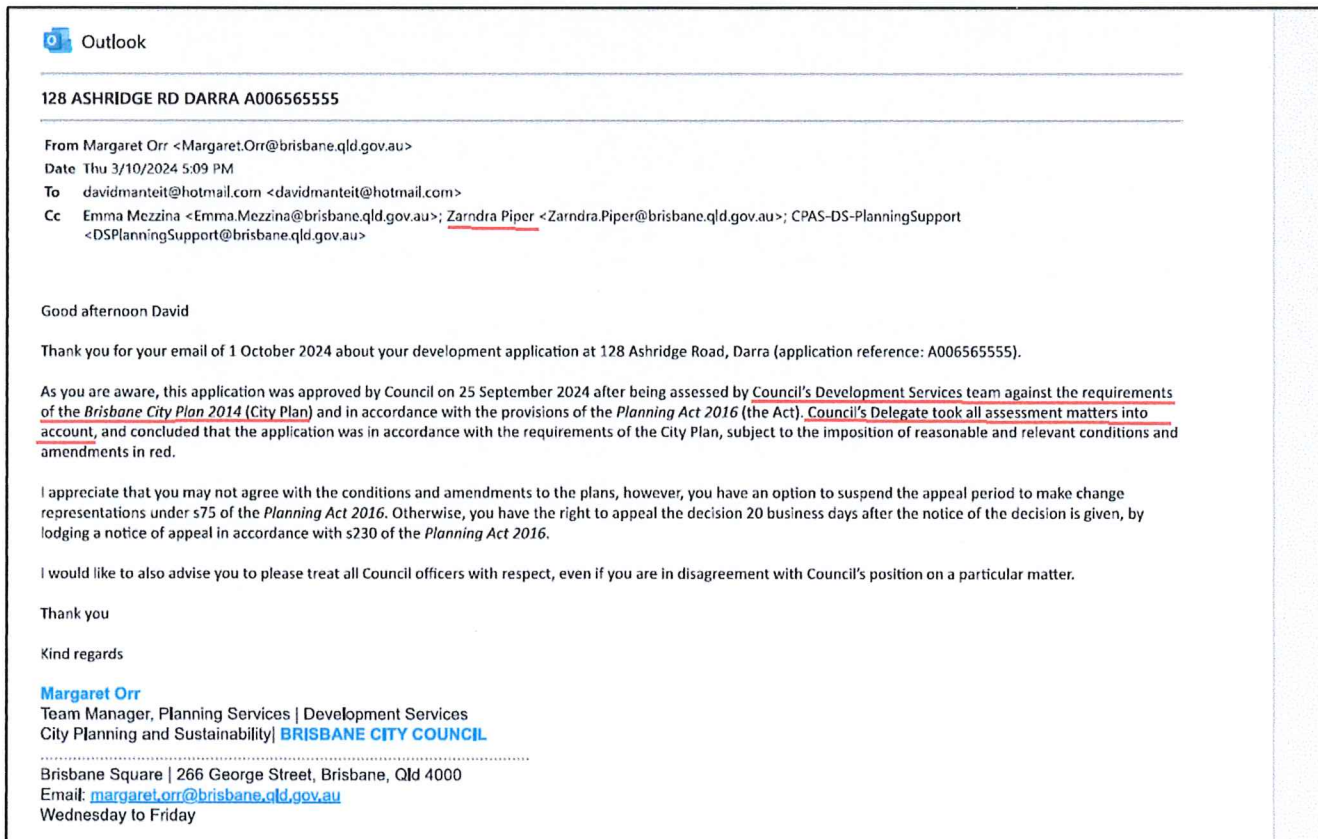 Outlook
128 ASHRIDGE RD DARRA A006565555
From Margaret Orr <Margaret.Orr@brisbane.qld.gov.au>
Date Thu 3/10/2024 5:09 PM
To davidmanteit@hotmail.com <davidmanteit@hotmail.com>
Cc Emma Mezzina <Emma.Mezzina@brisbane.qld.gov.au>; Zarndra Piper <Zarndra.Piper@brisbane.qld.gov.au>; CPAS-DS-PlanningSupport
<DSPlanningSupport@brisbane.qld.gov.au>
Good afternoon David
Thank you for your email of 1 October 2024 about your development application at 128 Ashridge Road, Darra (application reference: A006565555).
As you are aware, this application was approved by Council on 25 September 2024 after being assessed by Council's Development Services team against the requirements
of the Brisbane City Plan 2014 (City Plan) and in accordance with the provisions of the Planning Act 2016 (the Act). Council's Delegate took all assessment matters into
account, and concluded that the application was in accordance with the requirements of the City Plan, subject to the imposition of reasonable and relevant conditions and
amendments in red.
I appreciate that you may not agree with the conditions and amendments to the plans, however, you have an option to suspend the appeal period to make change
representations under s75 of the Planning Act 2016. Otherwise, you have the right to appeal the decision 20 business days after the notice of the decision is given, by
lodging a notice of appeal in accordance with s230 of the Planning Act 2016.
I would like to also advise you to please treat all Council officers with respect, even if you are in disagreement with Council's position on a particular matter.
Thank you
Kind regards
Margaret Orr
Team Manager, Planning Services | Development Services
City Planning and Sustainability| BRISBANE CITY COUNCIL
Brisbane Square | 266 George Street, Brisbane, Qld 4000
Email: margaret.orr@brisbane.qld.gov.au
Wednesday to Friday